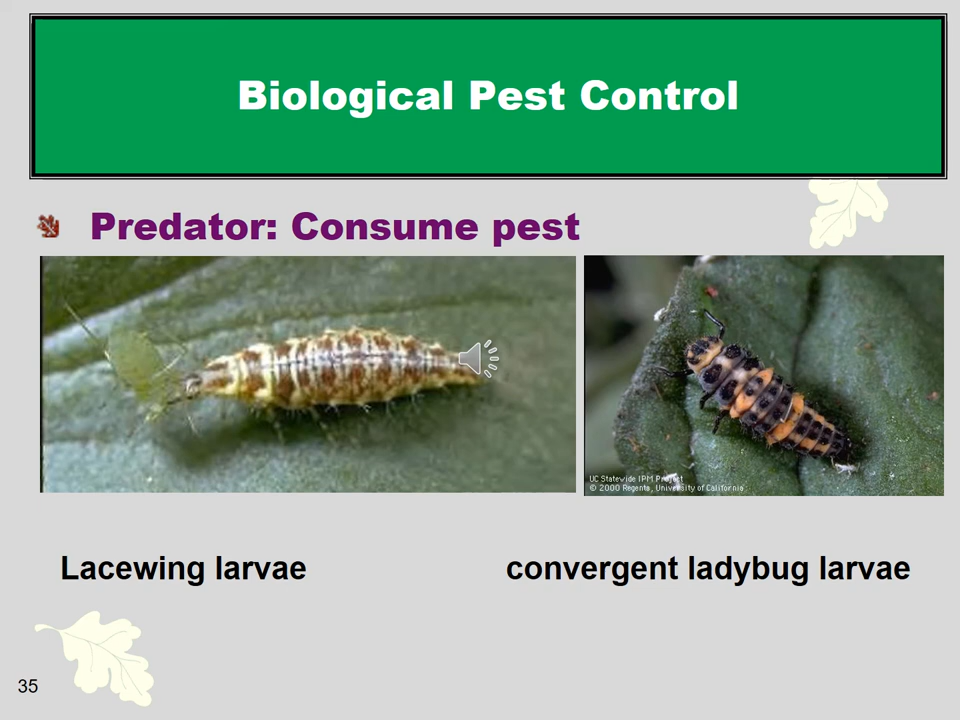 Biological Pest Control
Predator: Consume pest
UC Statewide IPM Project
© 2000 Regents, University of California
Lacewing larvae
convergent ladybug larvae
35